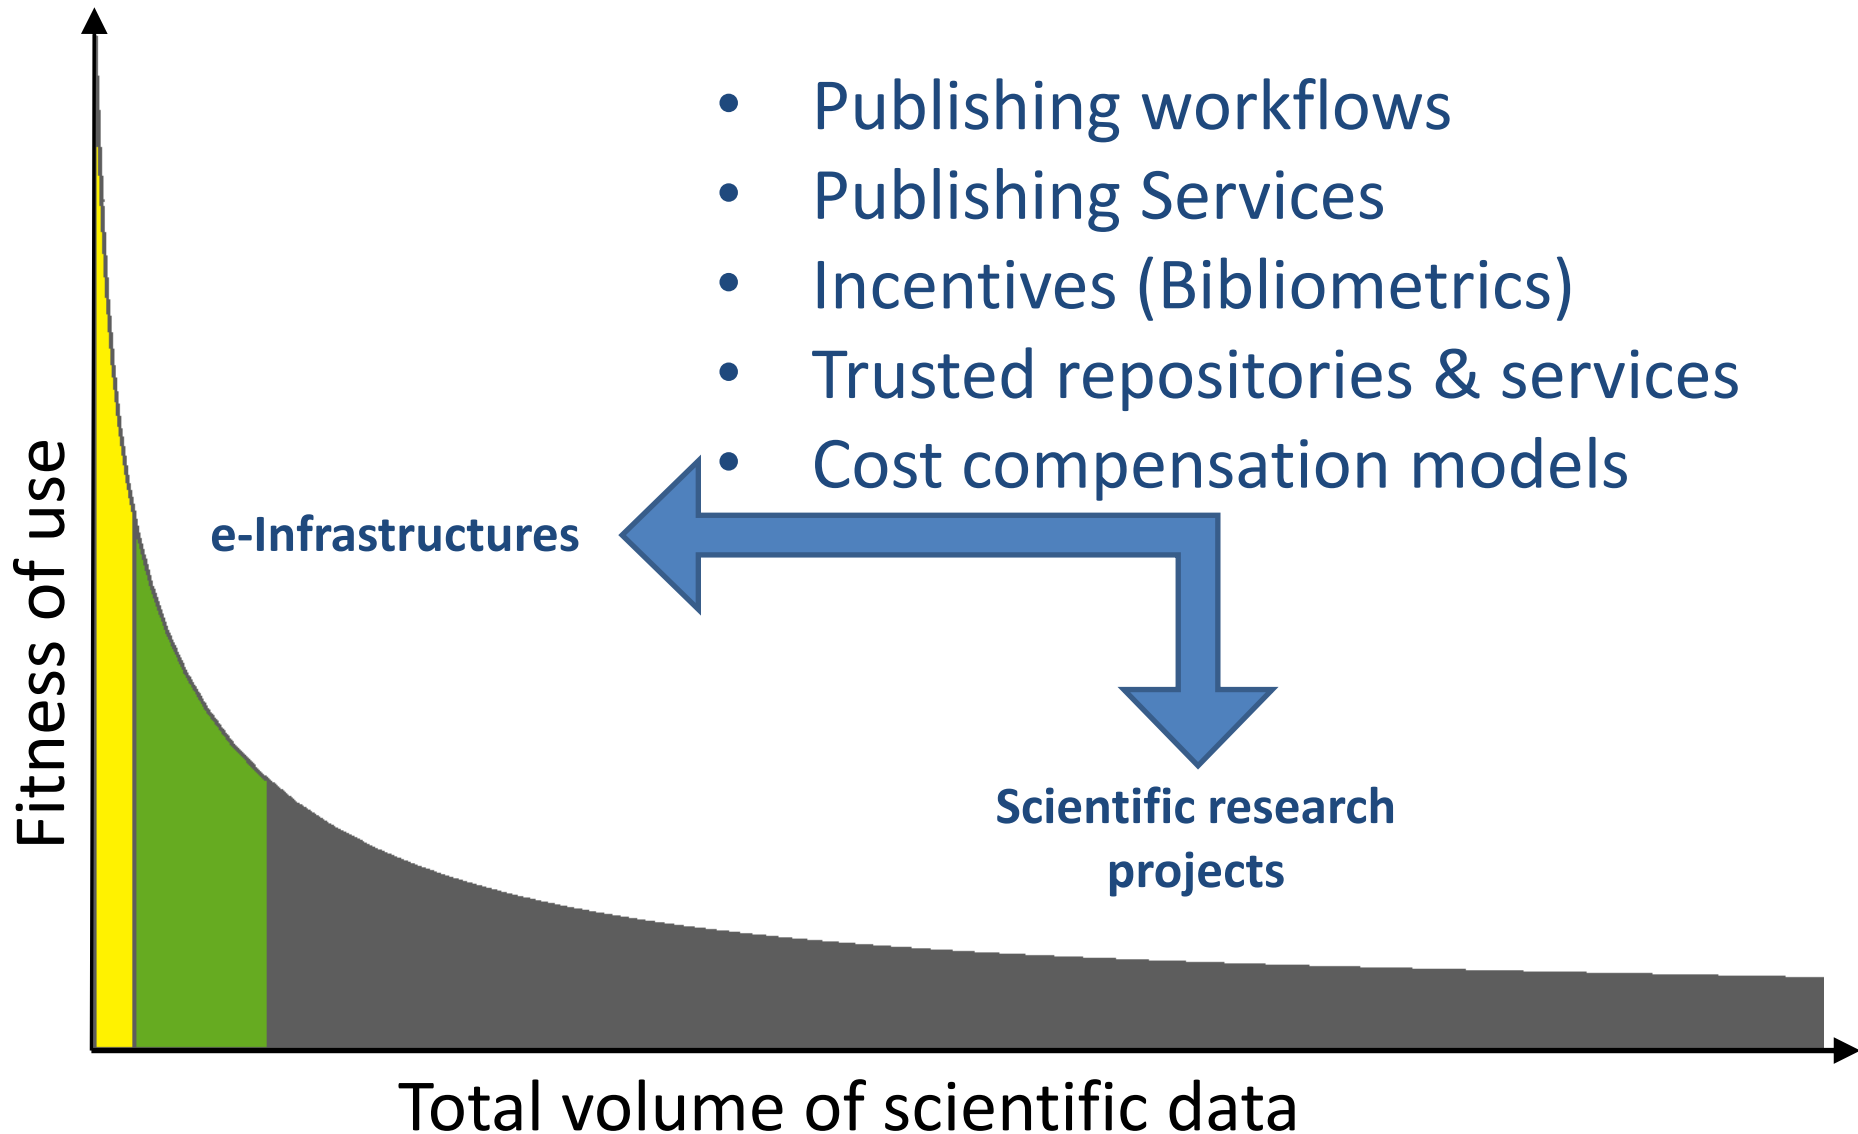 • Publishing workflows
• Publishing Services
• Incentives (Bibliometrics)
• Trusted repositories & services
• Cost compensation models
e-Infrastructures
Scientific research
projects
Fitness of use
Total volume of scientific data